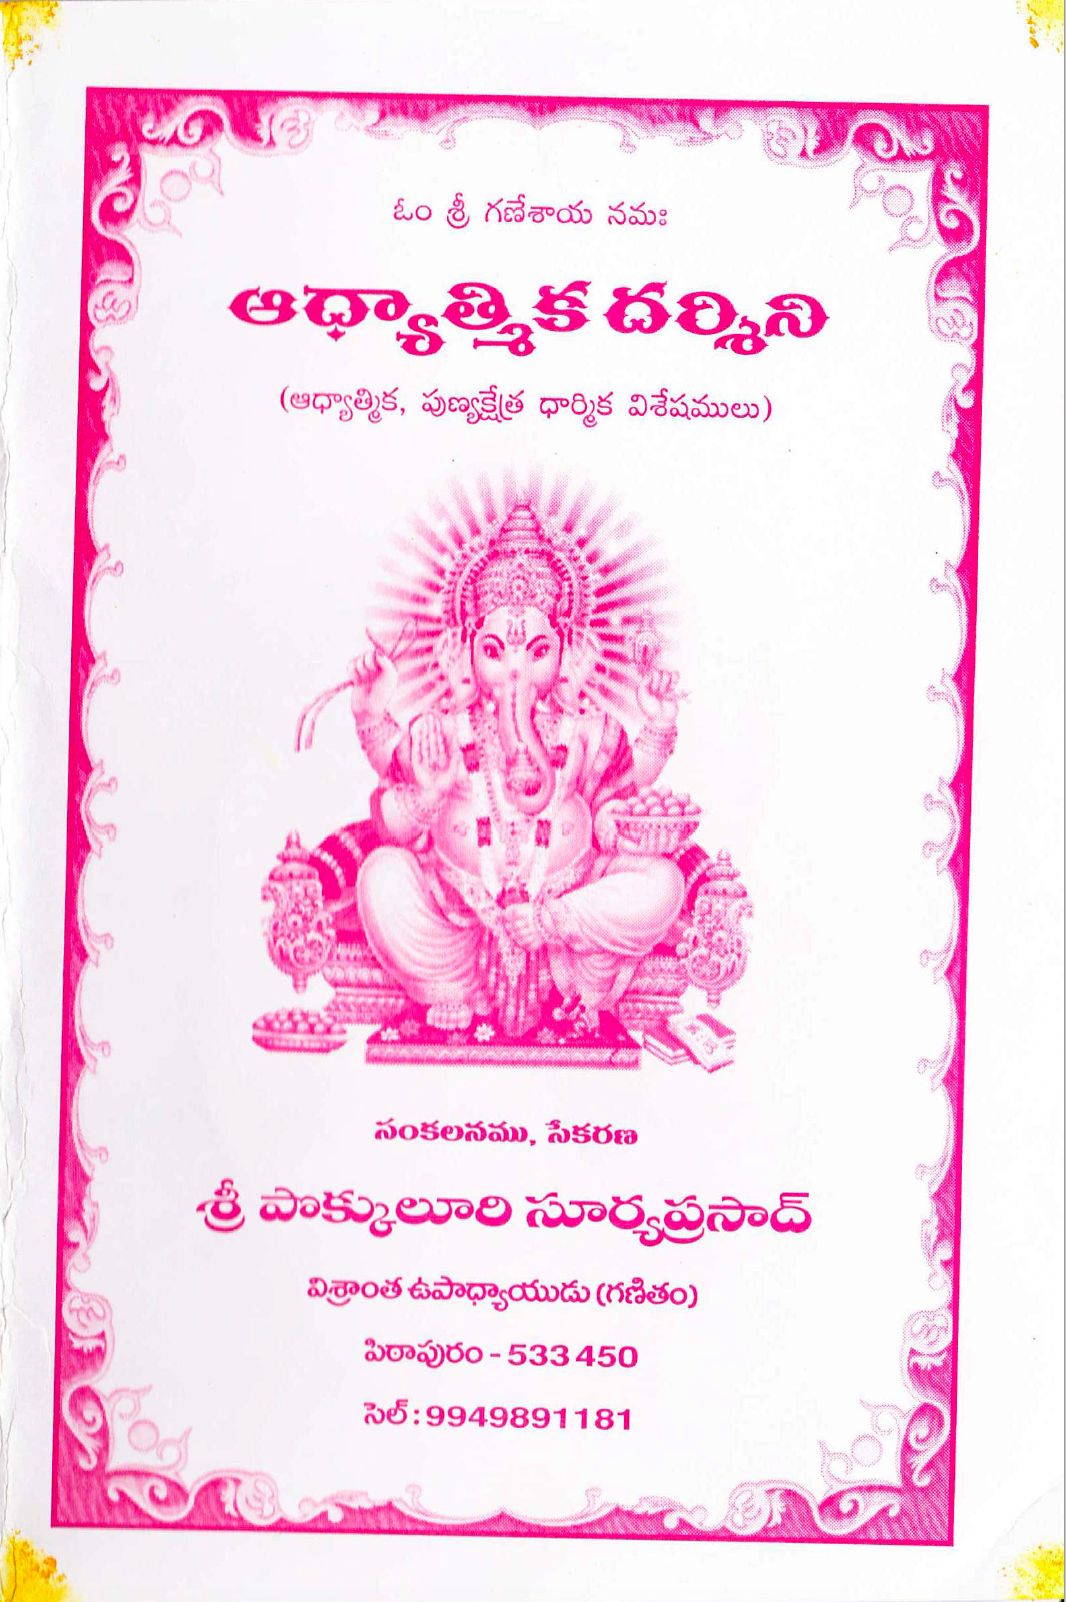 ఓం శ్రీ గణేశాయ నమః
ఆధ్యాత్మిక దర్శిని
(ఆధ్యాత్మిక, పుణ్యక్షేత్ర ధార్మిక విశేషములు)
సంకలనము, సేకరణ
శ్రీ పొక్కులూరి సూర్యప్రసాద్
విశ్రాంత ఉపాధ్యాయుడు (గణితం)
పిఠాపురం - 533 450
సెల్ : 9949891181